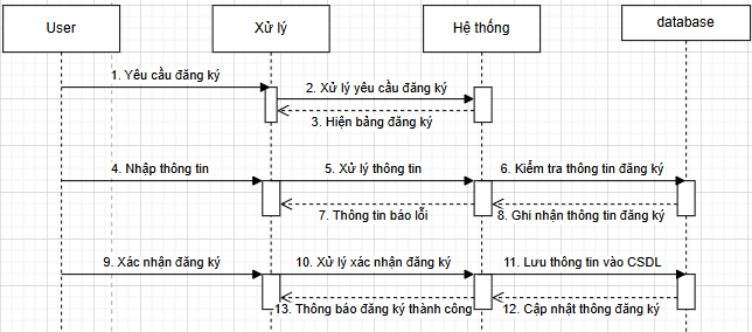 User
Xử lý
Hệ thống
database
1. Yêu cầu đăng ký
2. Xử lý yêu cầu đăng ký
3. Hiện bảng đăng ký
4. Nhập thông tin
5. Xử lý thông tin
6. Kiểm tra thông tin đăng ký
7. Thông tin báo lỗi
8. Ghi nhận thông tin đăng ký
9. Xác nhận đăng ký
10. Xử lý xác nhận đăng ký
11. Lưu thông tin vào CSDL
13. Thông báo đăng ký thành công
12. Cập nhật thông đăng ký